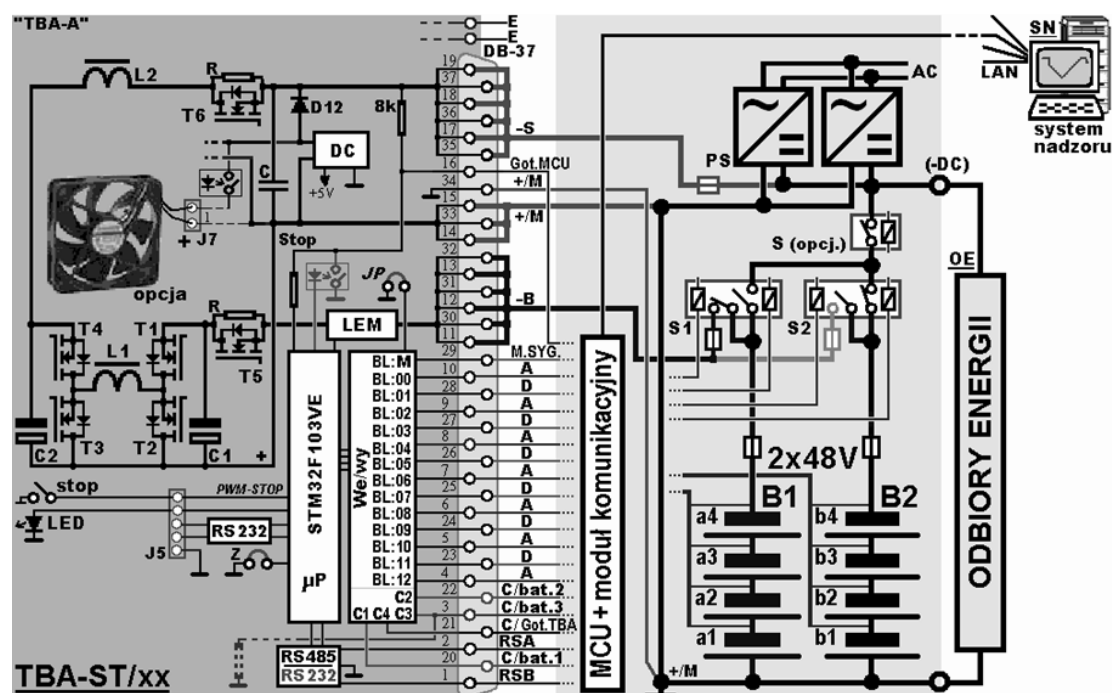 "TBA-A"
E
E
DB-37
SN
LAN
system
nadzoru
L2
R
T6
D12
8k
DC
+5V
C
19
37
18
36
17
35
16
34
15
33
14
32
13
31
12
30
11
29
10
28
9
27
8
26
7
25
6
24
5
23
4
22
3
21
2
20
1
-S
Got.MCU
+/M
+/M
-B
M.SYG.
A
D
A
D
A
D
A
D
A
D
A
D
A
C/bat.2
C/bat.3
C/Got.TBA
RSA
C/bat.1
RSB
AC
PS
(-DC)
S (opcj.)
OE
S1
S2
1
+ J7
opcja
Stop
JP
LEM
R
T5
T4
T1
L1
T3
T2
C2
C1
+
stop
PWM-STOP
LED
RS 232
J5
Z
STM32F103VE
µP
We/wy
BL:M
BL:00
BL:01
BL:02
BL:03
BL:04
BL:05
BL:06
BL:07
BL:08
BL:09
BL:10
BL:11
BL:12
C2
C1 C4 C3
RS485
RS232
TBA-ST/xx
MCU + moduł komunikacyjny
2x48V
B1
B2
a4
a3
a2
a1
b4
b3
b2
b1
+/M
ODBIORY ENERGII